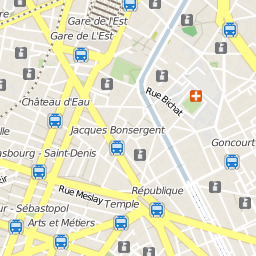 Gare de l'Est
Gare de L'Est
Rue Bichat
Château d'Eau
Jacques Bonsergent
Goncourt
asbourg - Saint-Denis
République
Rue Meslay
Temple
ur - Sébastopol
Arts et Métiers